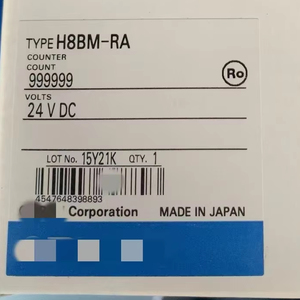 TYPE H8BM-RA
COUNTER
COUNT
999999
VOLTS
24 V DC
Ro
LOT No. 15Y21K QTY. 1
4547648398893
Corporation MADE IN JAPAN